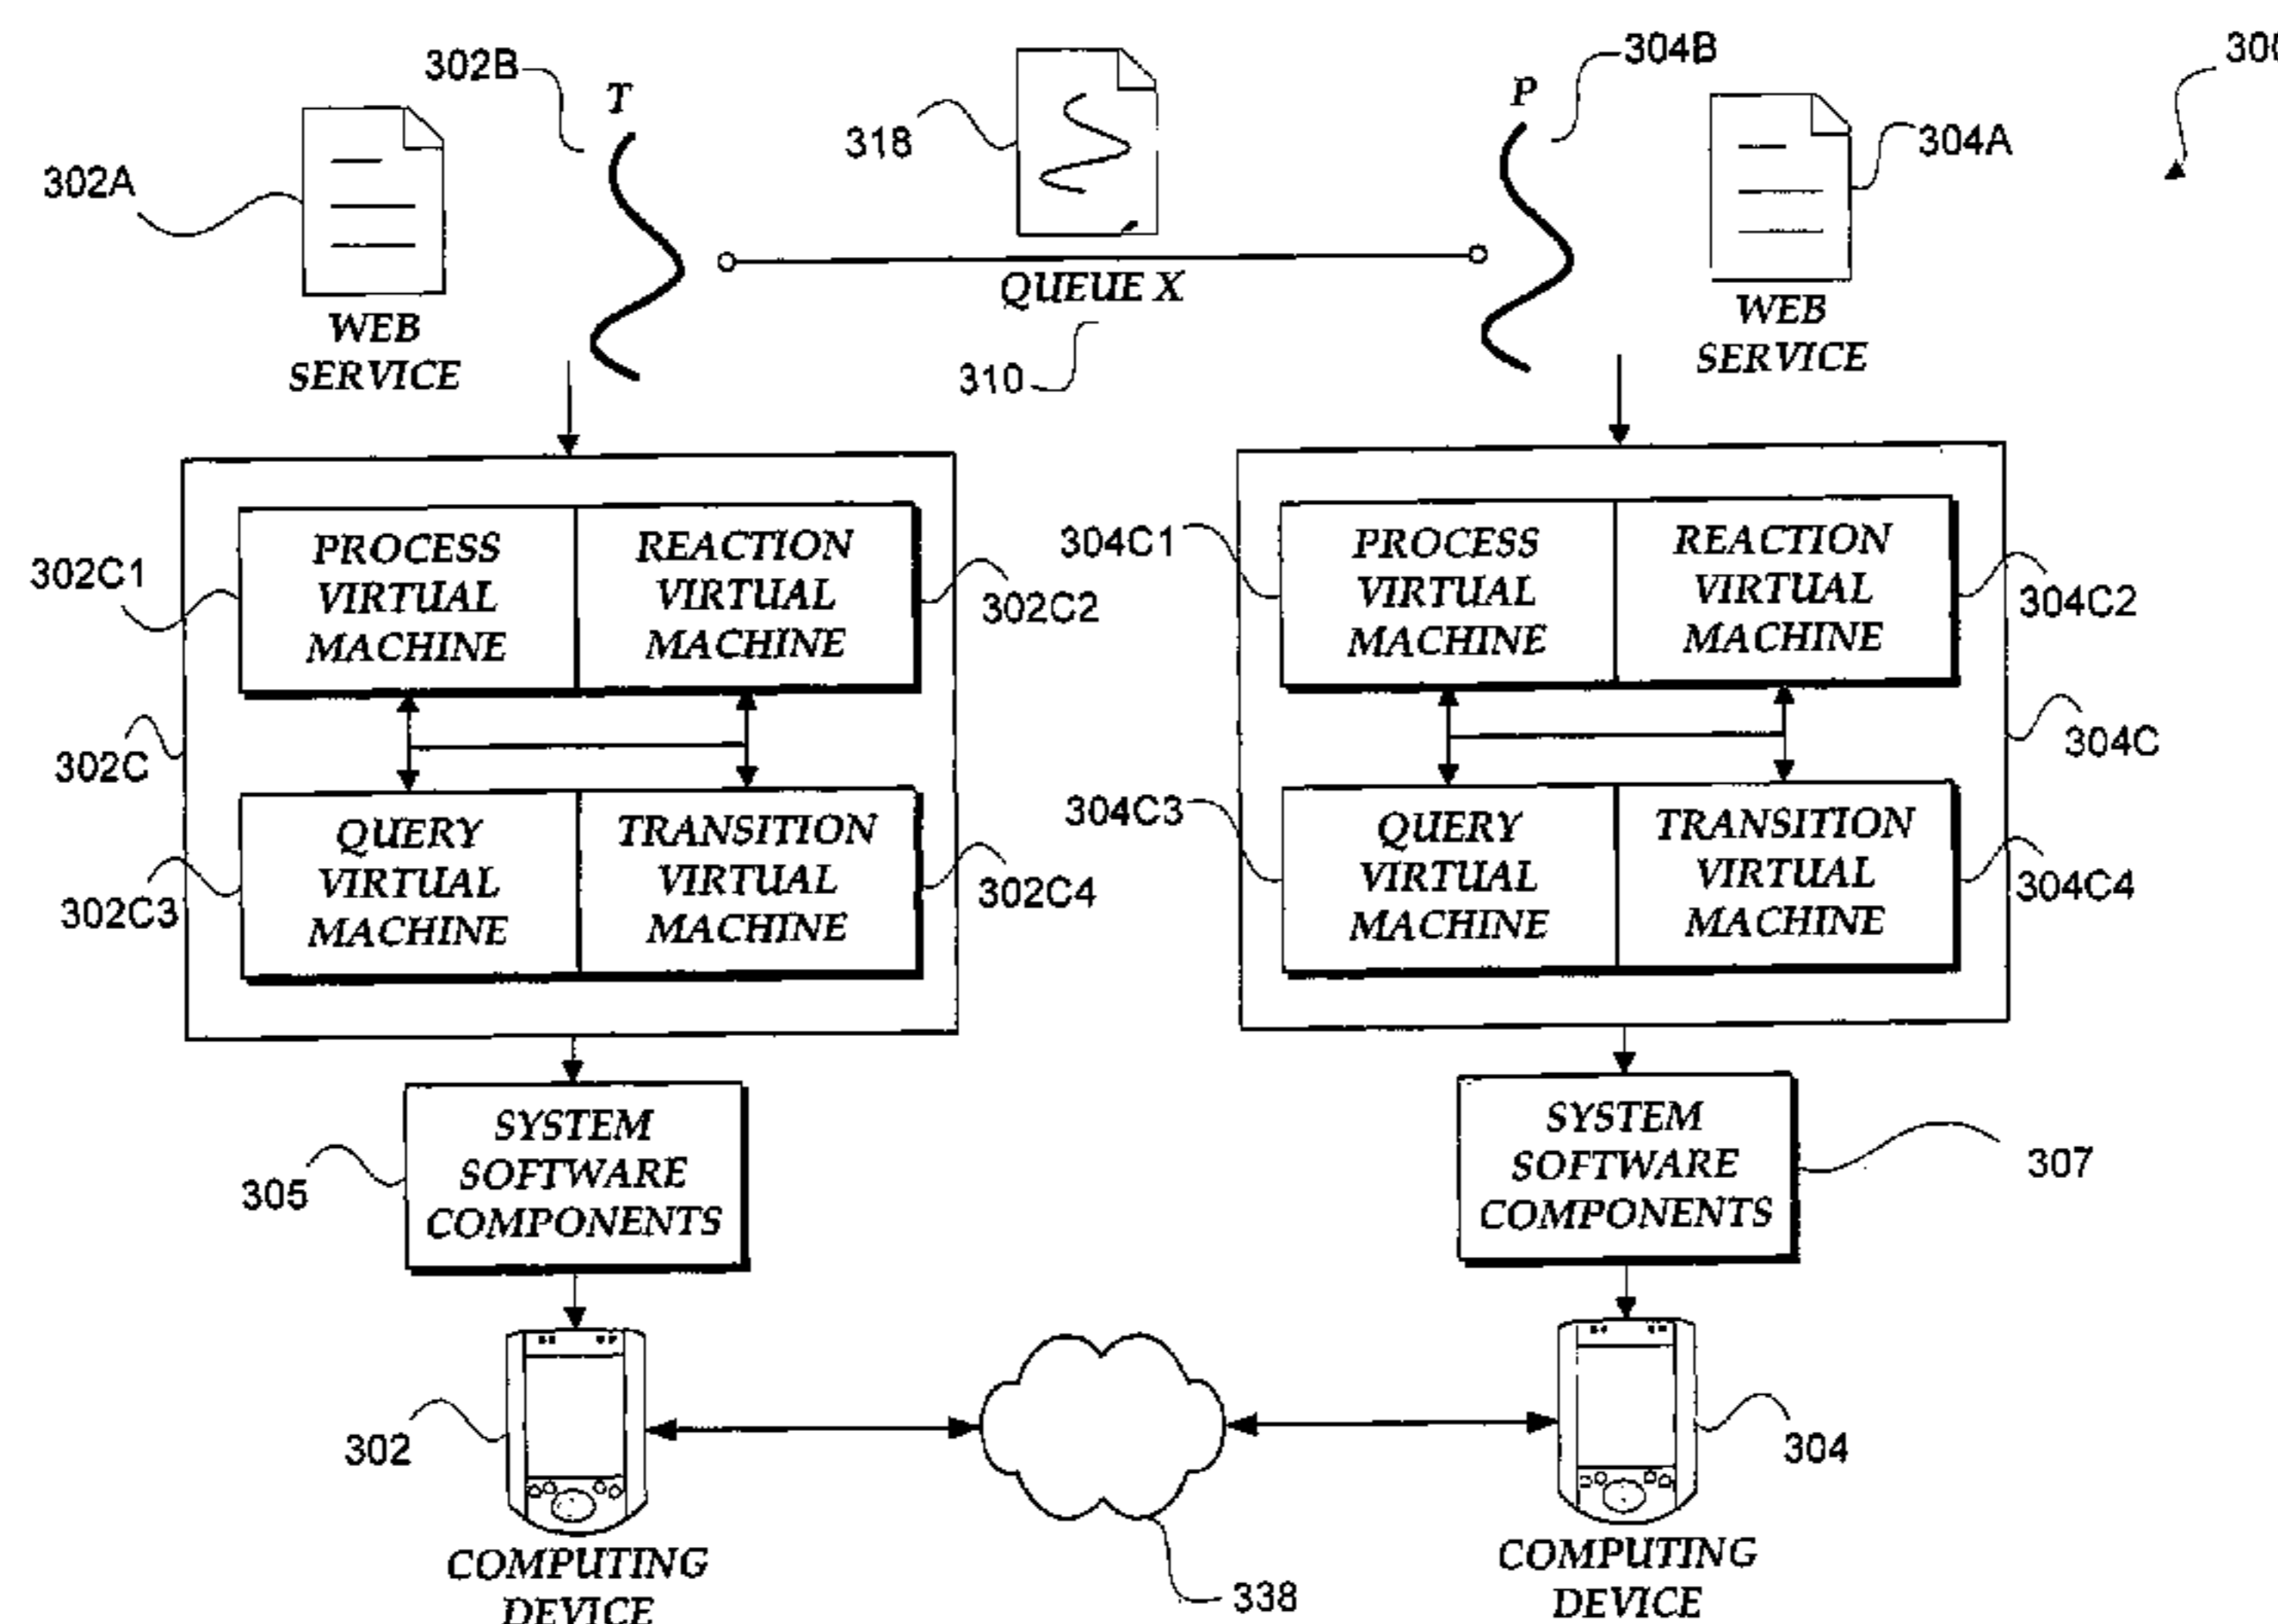 302B
T
318
P
304B
300
302A
304A
WEB
SERVICE
QUEUE X
310
WEB
SERVICE
302C1
PROCESS
VIRTUAL
MACHINE
REACTION
VIRTUAL
MACHINE
302C2
304C1
PROCESS
VIRTUAL
MACHINE
REACTION
VIRTUAL
MACHINE
304C2
302C
304C
302C3
QUERY
VIRTUAL
MACHINE
TRANSITION
VIRTUAL
MACHINE
302C4
304C3
QUERY
VIRTUAL
MACHINE
TRANSITION
VIRTUAL
MACHINE
304C4
305
SYSTEM
SOFTWARE
COMPONENTS
SYSTEM
SOFTWARE
COMPONENTS
307
302
304
COMPUTING
DEVICE
338
COMPUTING
DEVICE